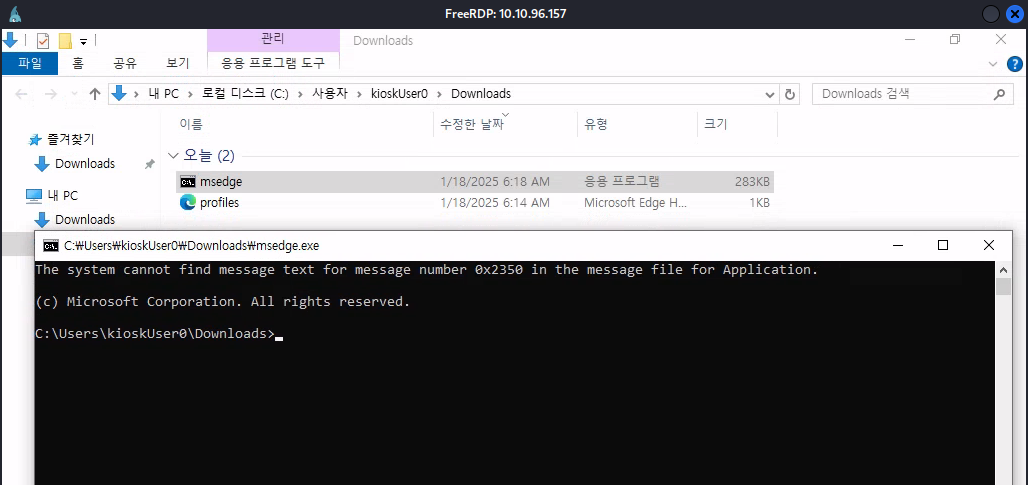 FreeRDP: 10.10.96.157
관리
Downloads
파일 홈 공유 보기 응용 프로그램 도구
내 PC 로컬 디스크 (C:) 사용자 kioskUser0 Downloads
Downloads 검색
이름 수정한 날짜 유형 크기
즐겨찾기
Downloads
내 PC
Downloads
오늘 (2)
msedge 1/18/2025 6:18 AM 응용 프로그램 283KB
profiles 1/18/2025 6:14 AM Microsoft Edge H... 1KB
C:₩Users₩kioskUser0₩Downloads₩msedge.exe
The system cannot find message text for message number 0x2350 in the message file for Application.
(c) Microsoft Corporation. All rights reserved.
C:\Users\kioskUser0\Downloads>